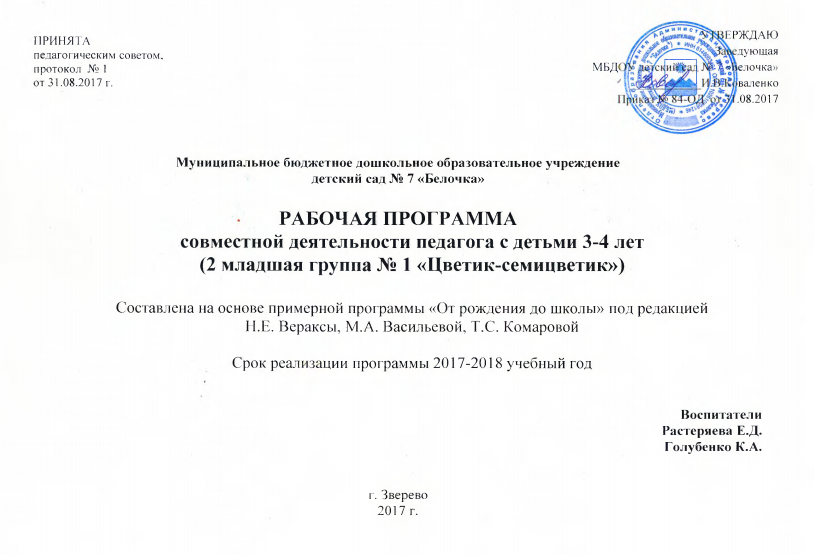 ПРИНЯТА
педагогическим советом.
протокол № 1
от 31.08.2017 г.
УТВЕРЖДАЮ
Заведующая
МБДОУ детский сад № 7 «Белочка»
И.В. Коваленко
Приказ № 84-ОД от 31.08.2017
Муниципальное бюджетное дошкольное образовательное учреждение
детский сад № 7 «Белочка»
РАБОЧАЯ ПРОГРАММА
совместной деятельности педагога с детьми 3-4 лет
(2 младшая группа № 1 «Цветик-семицветик»)
Составлена на основе примерной программы «От рождения до школы» под редакцией
Н.Е. Вераксы, М.А. Васильевой, Т.С. Комаровой
Срок реализации программы 2017-2018 учебный год
Воспитатели
Растеряева Е.Д.
Голубенко К.А.
г. Зверево
2017 г.